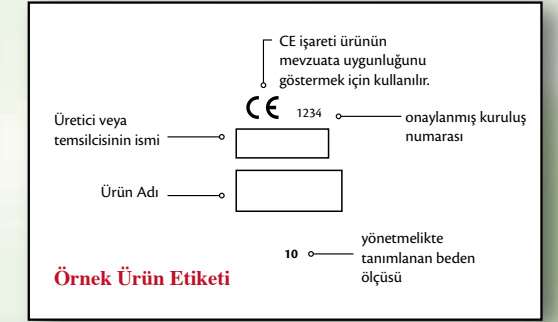 CE işareti ürünün
mevzuata uygunluğunu
göstermek için kullanılır.
CE 1234
onaylanmış kuruluş
numarası
Üretici veya
temsilcisinin ismi
Ürün Adı
10
yönetmelikte
tanımlanan beden
ölçüsü
Örnek Ürün Etiketi